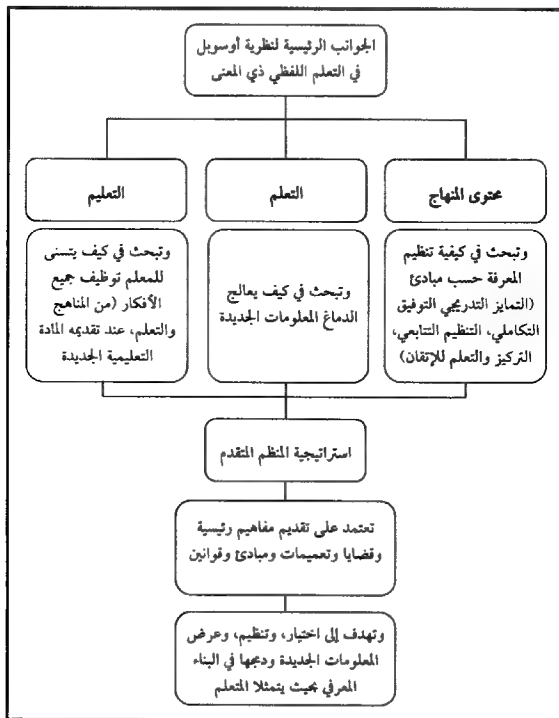 الجوانب الرئيسية لنظرية أوسوبل
في التعلم اللفظي ذي المعنى
محتوى المنهاج
التعلم
التعليم
وتبحث في كيفية تنظيم
المعرفة حسب مبادئ
(التمايز التدريجي التوفيق
التكاملي، التنظيم التتابعي،
التركيز والتعلم للإتقان)
وتبحث في كيف يعالج
الدماغ المعلومات الجديدة
وتبحث في كيف يتسنى
للمعلم توظيف جميع
الأفكار (من المناهج
والتعلم، عند تقديمه المادة
التعليمية الجديدة
استراتيجية المنظم المتقدم
تعتمد على تقديم مفاهيم رئيسية
وقضايا وتعميمات ومبادئ وقوانين
وتهدف إلى اختيار، وتنظيم، وعرض
المعلومات الجديدة ودمجها في البناء
المعرفي بحيث يتمثلا المتعلم